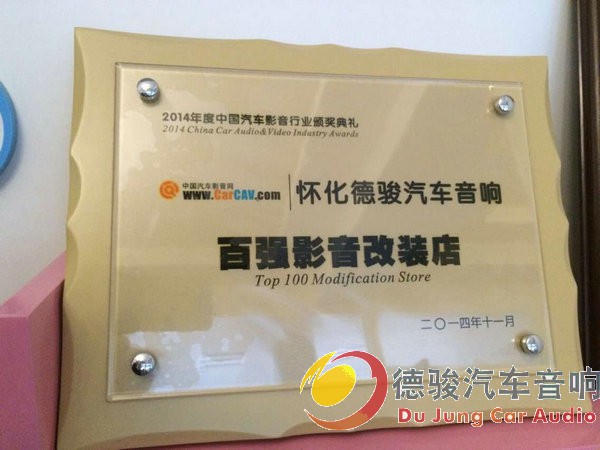 2014年度中国汽车影音行业颁奖典礼
2014 China Car Audio&Video Industry Awards
中国汽车影音网
www.CarCAV.com
怀化德骏汽车音响
百强影音改装店
Top 100 Modification Store
二〇一四年十一月
德骏汽车音响
Du Jung Car Audio